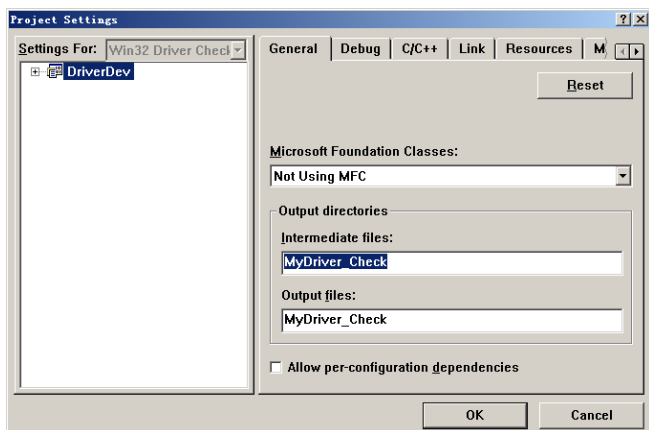 Project Settings
Settings For:
Win32 Driver Check
DriverDev
General
Debug
C/C++
Link
Resources
M
Reset
Microsoft Foundation Classes:
Not Using MFC
Output directories
Intermediate files:
MyDriver_Check
Output files:
MyDriver_Check
Allow per-configuration dependencies
OK
Cancel